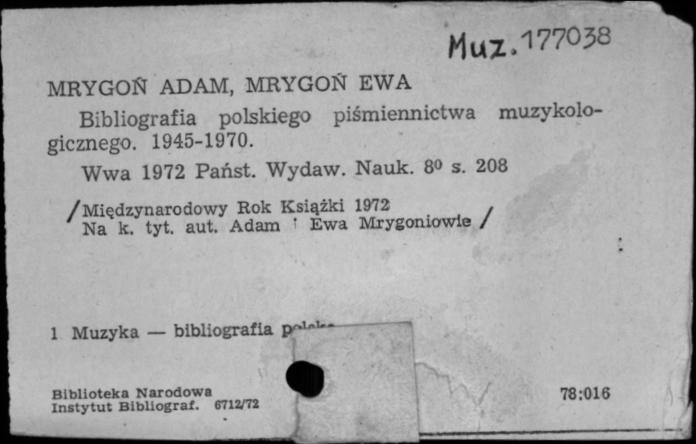 Muz. 177038
MRYGOŃ ADAM, MRYGOŃ EWA
Bibliografia polskiego piśmiennictwa muzykolo-
gicznego. 1945-1970.
Wwa 1972 Państ. Wydaw. Nauk. 8⁰ s. 208
/Międzynarodowy Rok Książki 1972
Na k. tyt. aut. Adam i Ewa Mrygoniowie /
1 Muzyka — bibliografia
Biblioteka Narodowa
Instytut Bibliograf. 6712/72
78:016